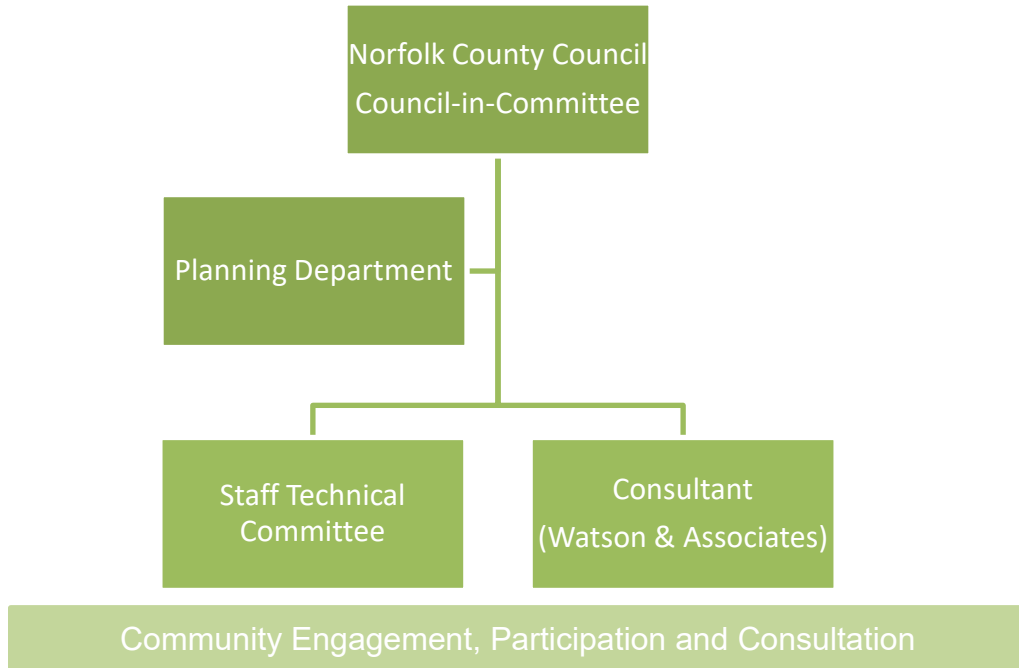 Norfolk County Council
Council-in-Committee
Planning Department
Staff Technical
Committee
Consultant
(Watson & Associates)
Community Engagement, Participation and Consultation